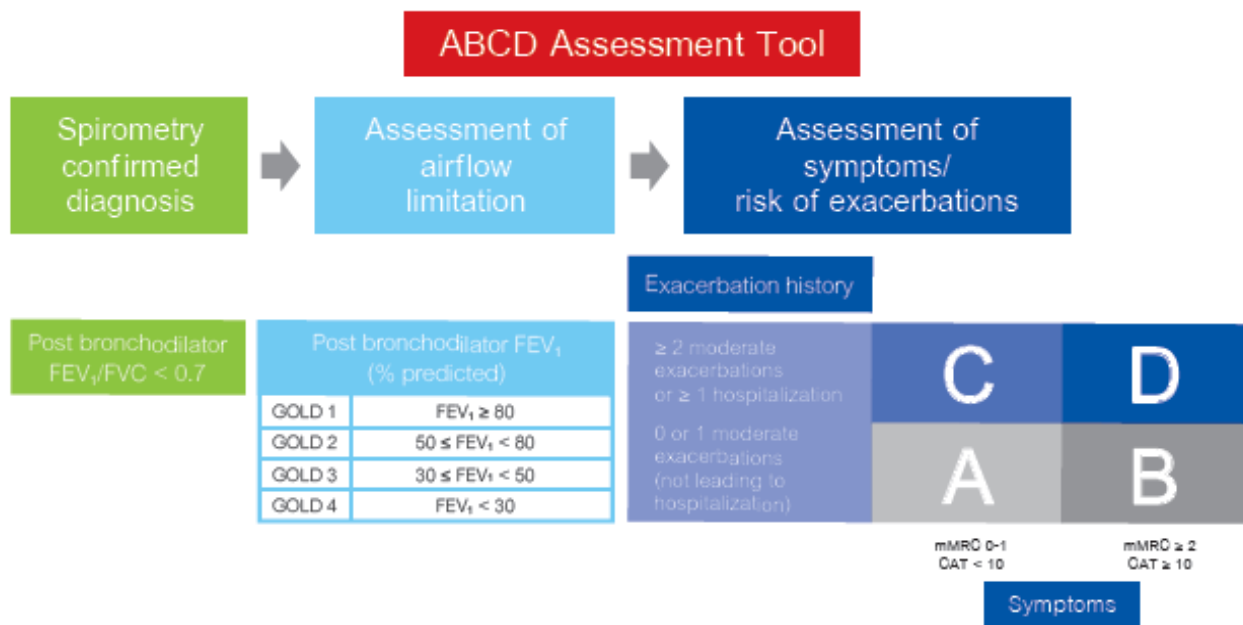 ABCD Assessment Tool
Spirometry
confirmed
diagnosis
Assessment of
airflow
limitation
Assessment of
symptoms/
risk of exacerbations
Post bronchodilator
FEV₁/FVC < 0.7
Post bronchodilator FEV₁
(% predicted)
GOLD 1 FEV₁ ≥ 80
GOLD 2 50 ≤ FEV₁ < 80
GOLD 3 30 ≤ FEV₁ < 50
GOLD 4 FEV₁ < 30
Exacerbation history
≥ 2 moderate
exacerbations
or ≥ 1 hospitalization
0 or 1 moderate
exacerbations
(not leading to
hospitalization)
C D
A B
mMRC 0-1
CAT < 10
mMRC ≥ 2
CAT ≥ 10
Symptoms